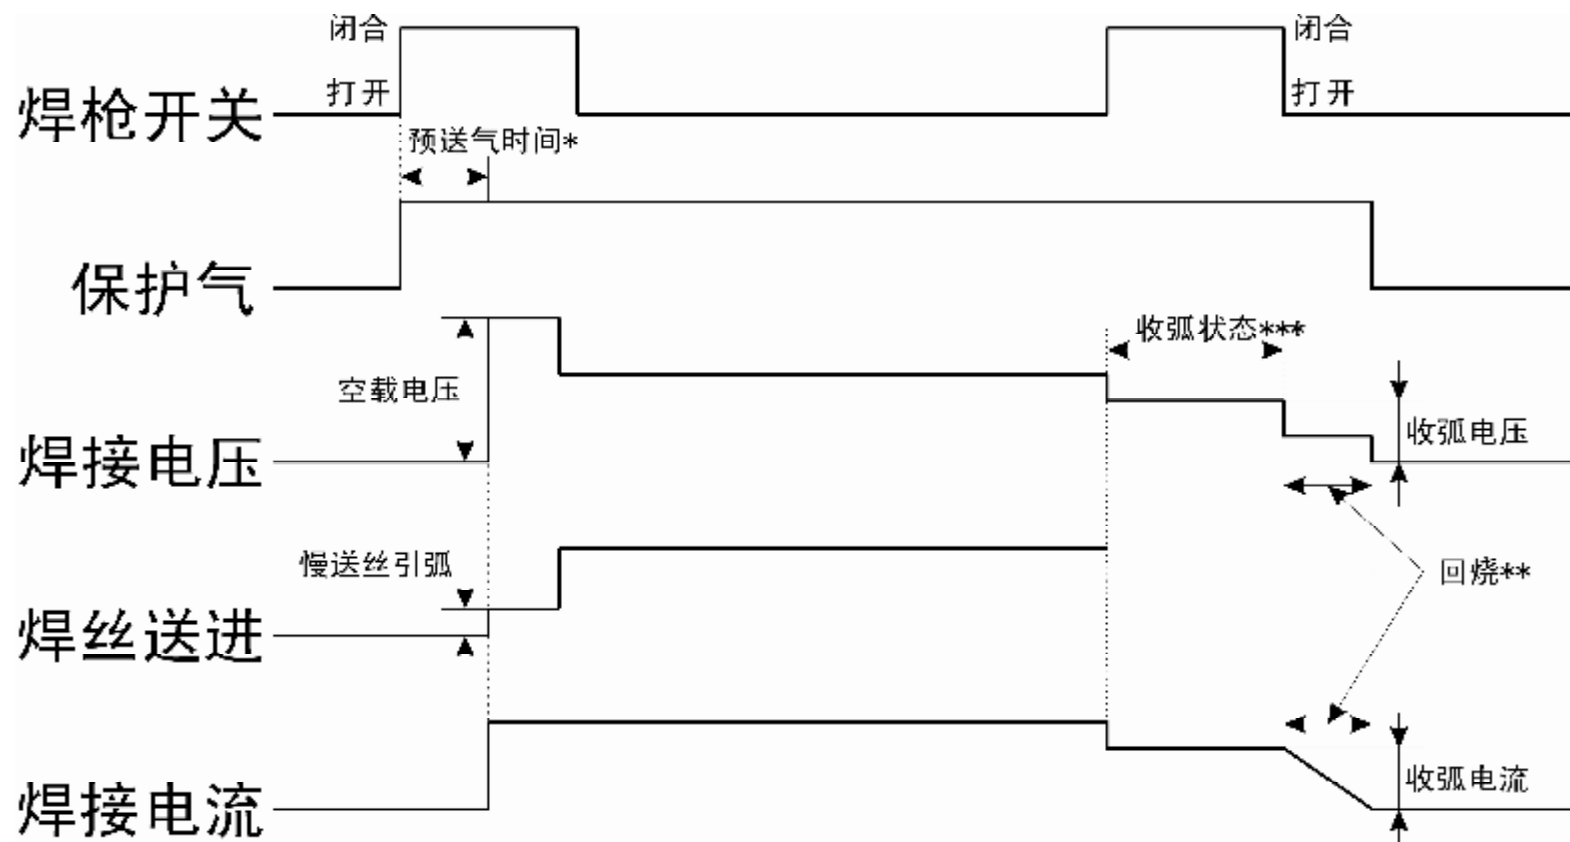 闭合
闭合
打开
打开
焊枪开关
预送气时间*
保护气
收弧状态***
空载电压
收弧电压
焊接电压
慢送丝引弧
回烧**
焊丝送进
收弧电流
焊接电流